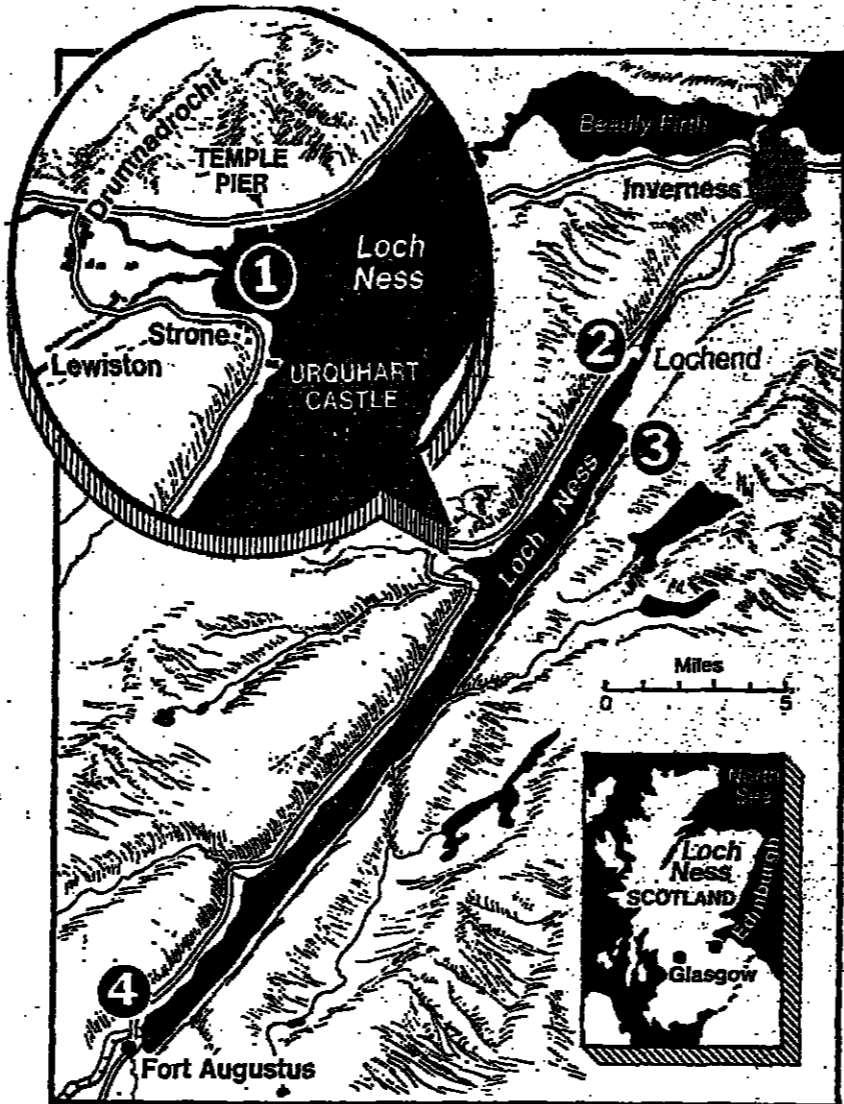 Drumnadrochit
TEMPLE
PIER
Loch
Ness
1
Strone
Lewiston
URQUHART
CASTLE
Beauly Firth
Inverness
2
Lochend
3
Loch Ness
Miles
0 5
North
Sea
Loch
Ness
SCOTLAND
Edinburgh
Glasgow
4
Fort Augustus